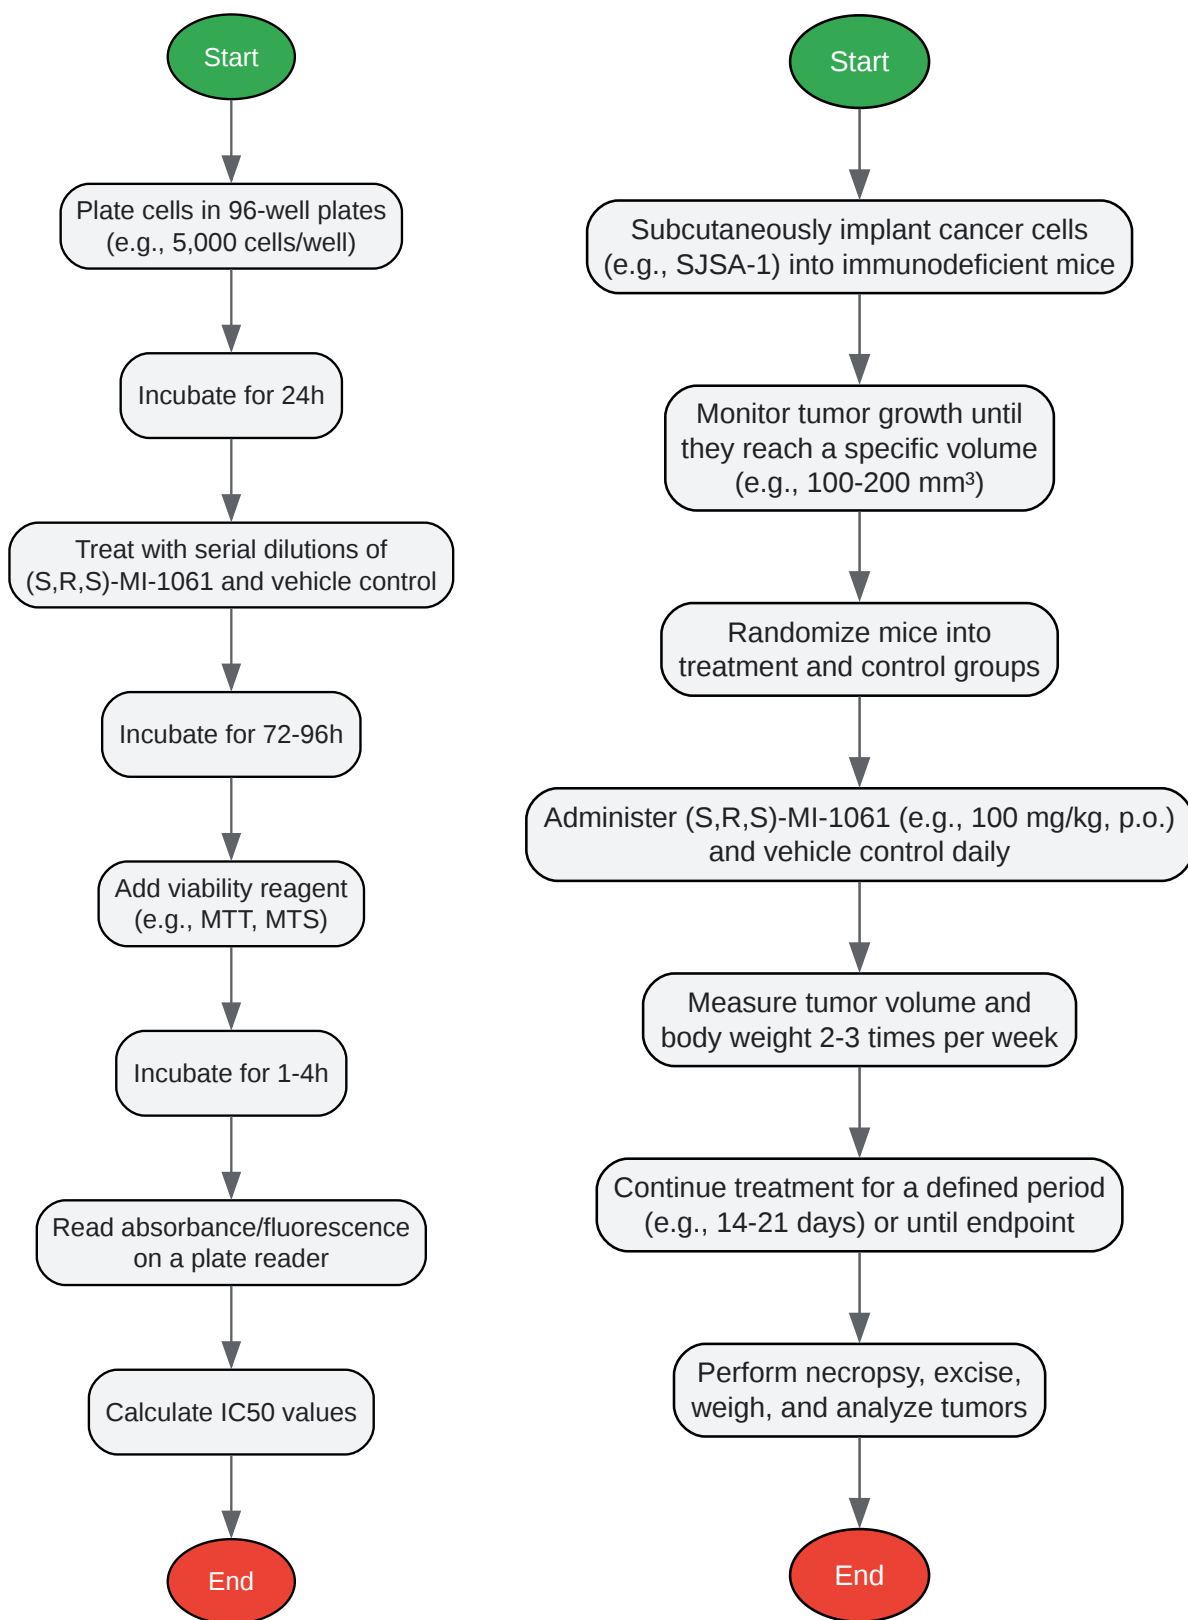 Start
Plate cells in 96-well plates
(e.g., 5,000 cells/well)
Incubate for 24h
Treat with serial dilutions of
(S,R,S)-MI-1061 and vehicle control
Incubate for 72-96h
Add viability reagent
(e.g., MTT, MTS)
Incubate for 1-4h
Read absorbance/fluorescence
on a plate reader
Calculate IC50 values
End
Start
Subcutaneously implant cancer cells
(e.g., SJSA-1) into immunodeficient mice
Monitor tumor growth until
they reach a specific volume
(e.g., 100-200 mm³)
Randomize mice into
treatment and control groups
Administer (S,R,S)-MI-1061 (e.g., 100 mg/kg, p.o.)
and vehicle control daily
Measure tumor volume and
body weight 2-3 times per week
Continue treatment for a defined period
(e.g., 14-21 days) or until endpoint
Perform necropsy, excise,
weigh, and analyze tumors
End